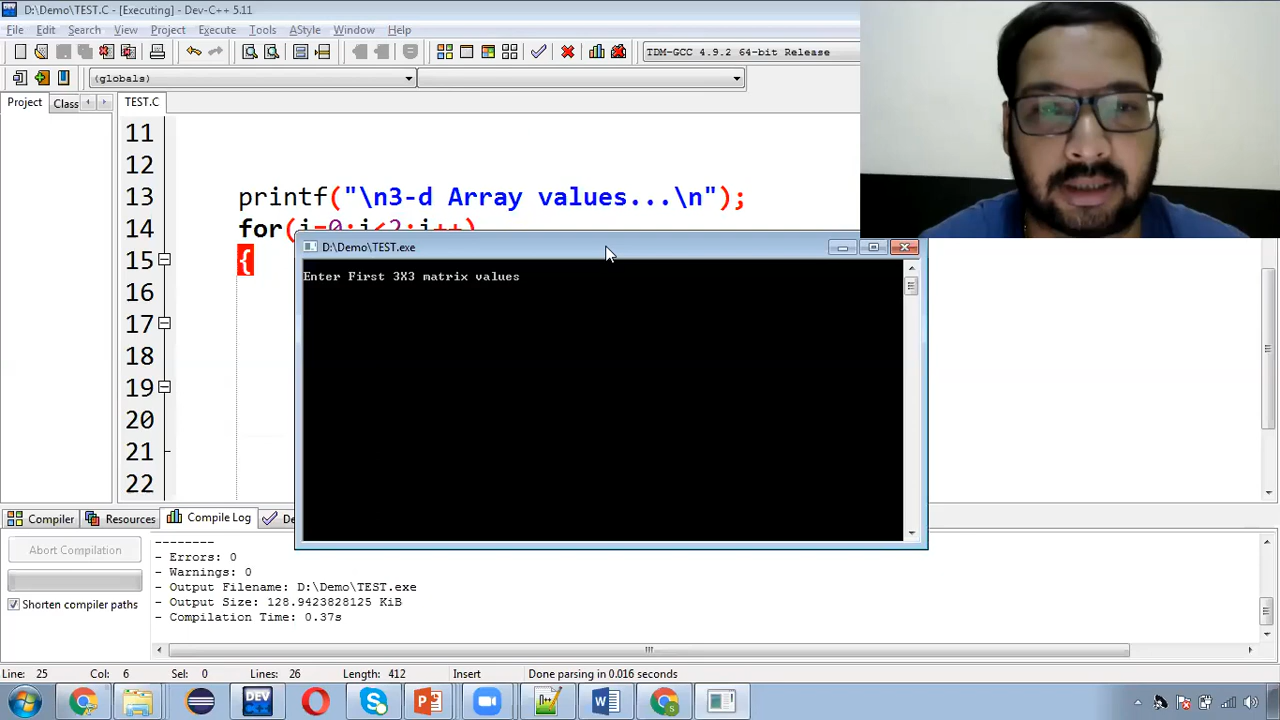 D:\Demo\TEST.C - [Executing] - Dev-C++ 5.11
File Edit Search View Project Execute Tools AStyle Window Help
TDM-GCC 4.9.2 64-bit Release
(globals)
Project Class TEST.C
11
12
13 printf("\n3-d Array values...\n");
14 for(i=0;i<2;i++)
15 {
16
17
18
19
20
21
22
D:\Demo\TEST.exe
Enter First 3X3 matrix values
Compiler Resources Compile Log De
Abort Compilation
Shorten compiler paths
--------
- Errors: 0
- Warnings: 0
- Output Filename: D:\Demo\TEST.exe
- Output Size: 128.9423828125 KiB
- Compilation Time: 0.37s
Line: 25 Col: 6 Sel: 0 Lines: 26 Length: 412 Insert Done parsing in 0.016 seconds
DEV